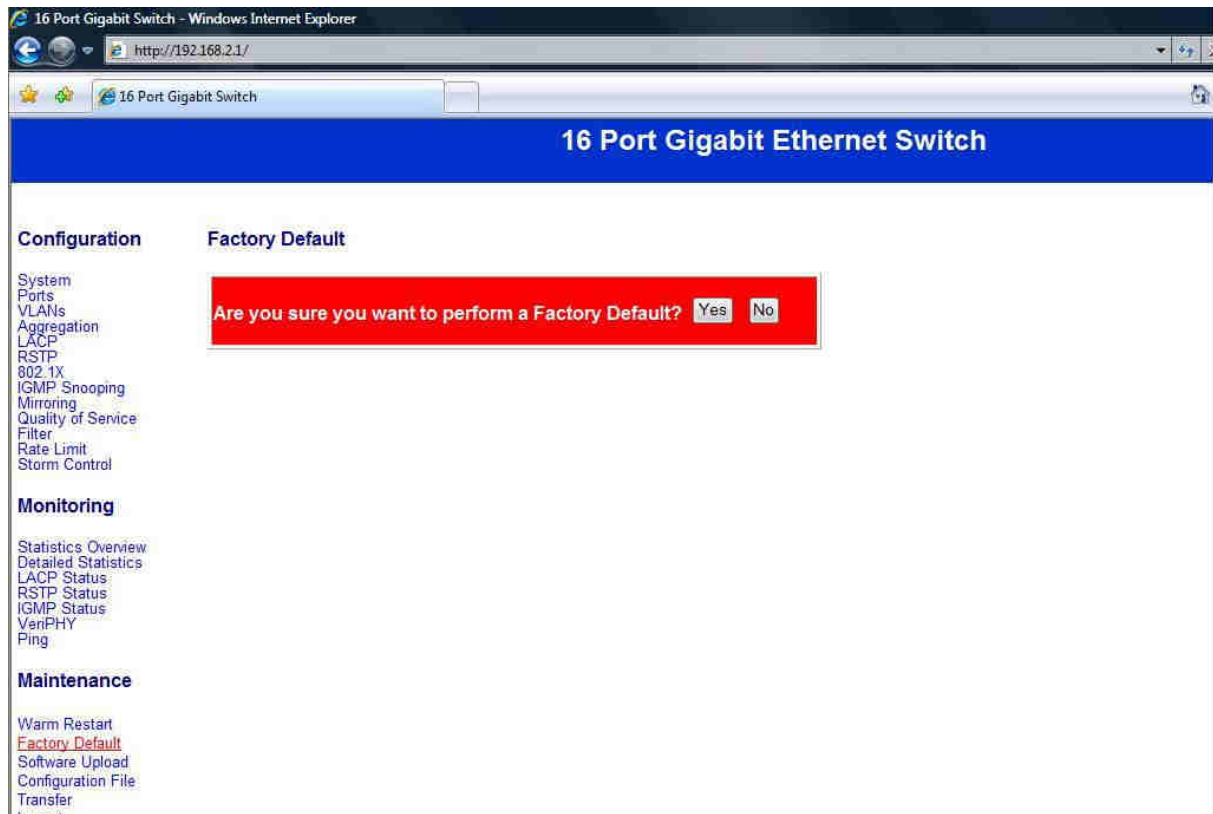 16 Port Gigabit Switch - Windows Internet Explorer
http://192.168.2.1/
16 Port Gigabit Switch
16 Port Gigabit Ethernet Switch
Configuration
System
Ports
VLANs
Aggregation
LACP
RSTP
802.1X
IGMP Snooping
Mirroring
Quality of Service
Filter
Rate Limit
Storm Control
Monitoring
Statistics Overview
Detailed Statistics
LACP Status
RSTP Status
IGMP Status
VeriPHY
Ping
Maintenance
Warm Restart
Factory Default
Software Upload
Configuration File
Transfer
Factory Default
Are you sure you want to perform a Factory Default? Yes No